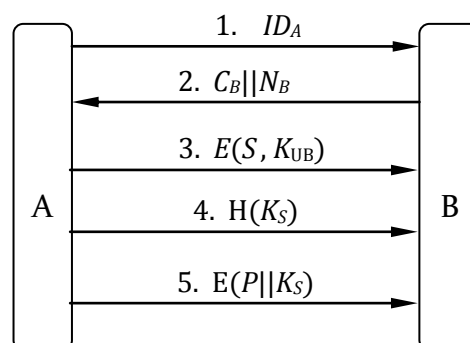 1. ID_A
2. C_B||N_B
3. E(S, K_UB)
A
B
4. H(K_S)
5. E(P||K_S)